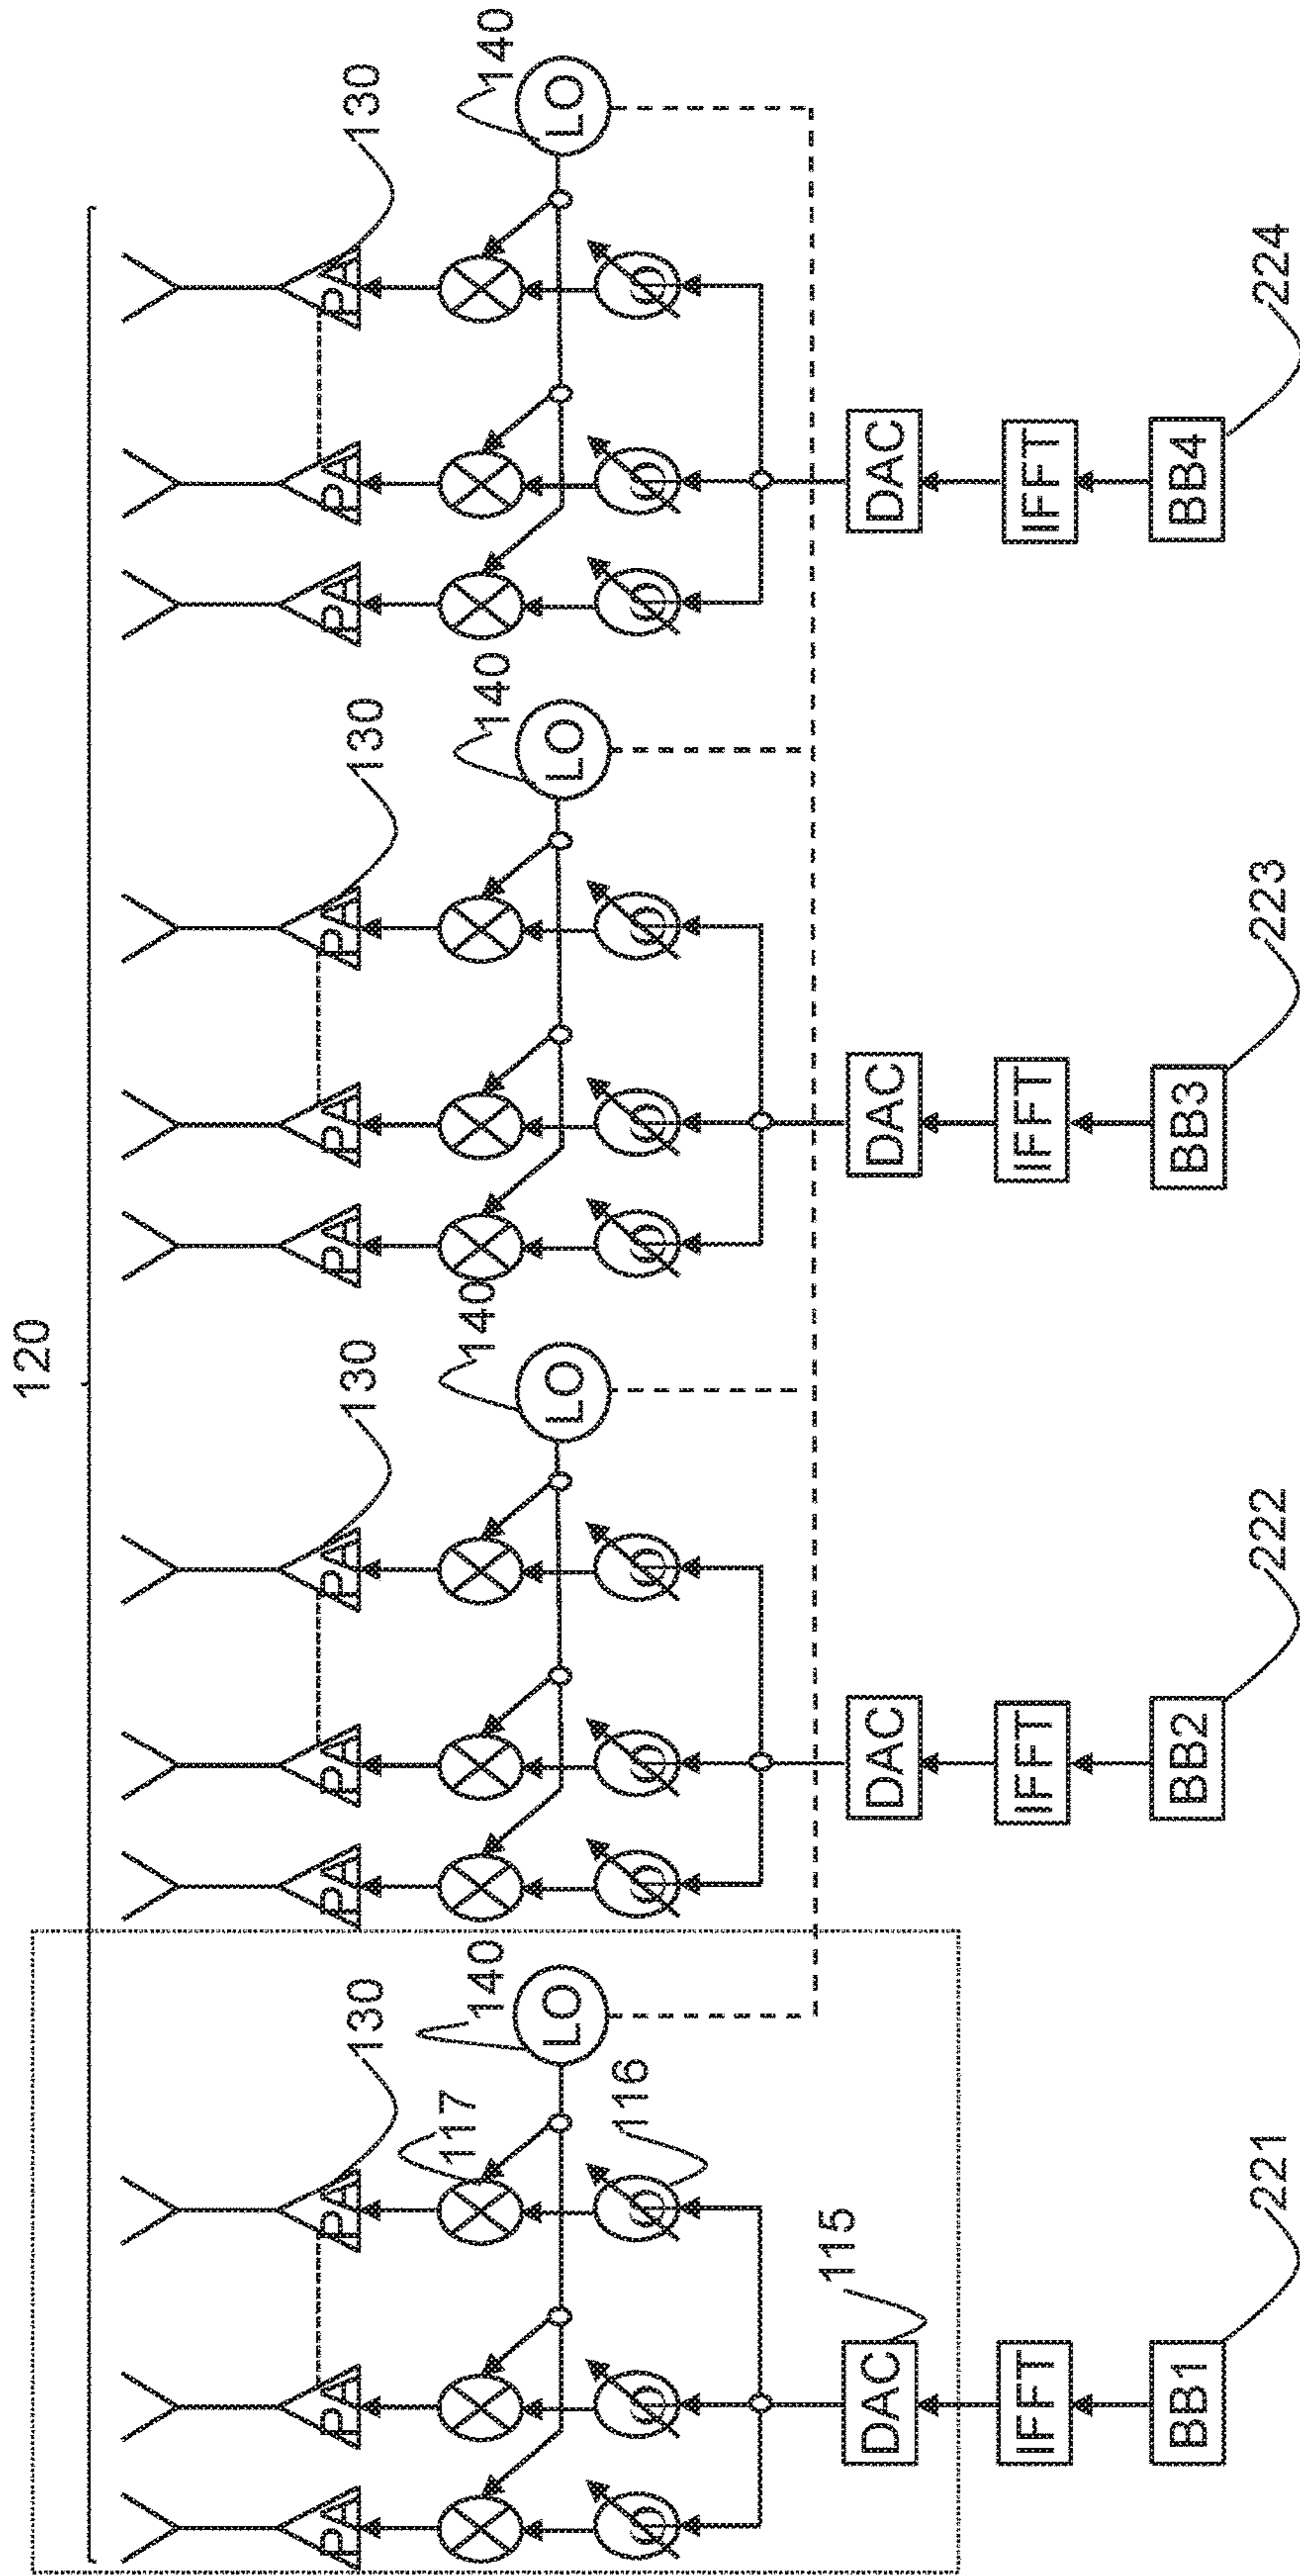 120
130 130 130 130
PA PA PA PA PA PA PA PA PA PA PA PA
117 140 140 140 140
LO LO LO LO
116
φ φ φ φ φ φ φ φ φ φ φ φ
115
DAC DAC DAC DAC
IFFT IFFT IFFT IFFT
BB1 BB2 BB3 BB4
221 222 223 224